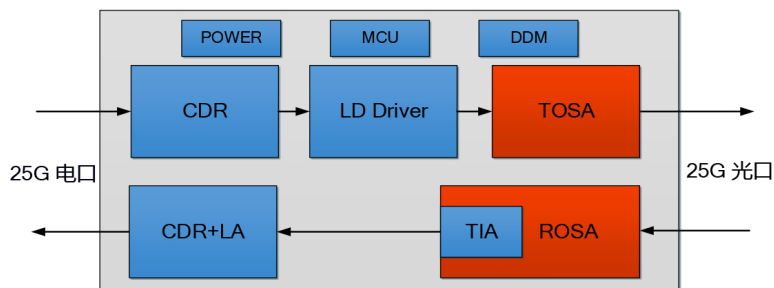 POWER
MCU
DDM
CDR
LD Driver
TOSA
25G 电口
25G 光口
CDR+LA
TIA
ROSA